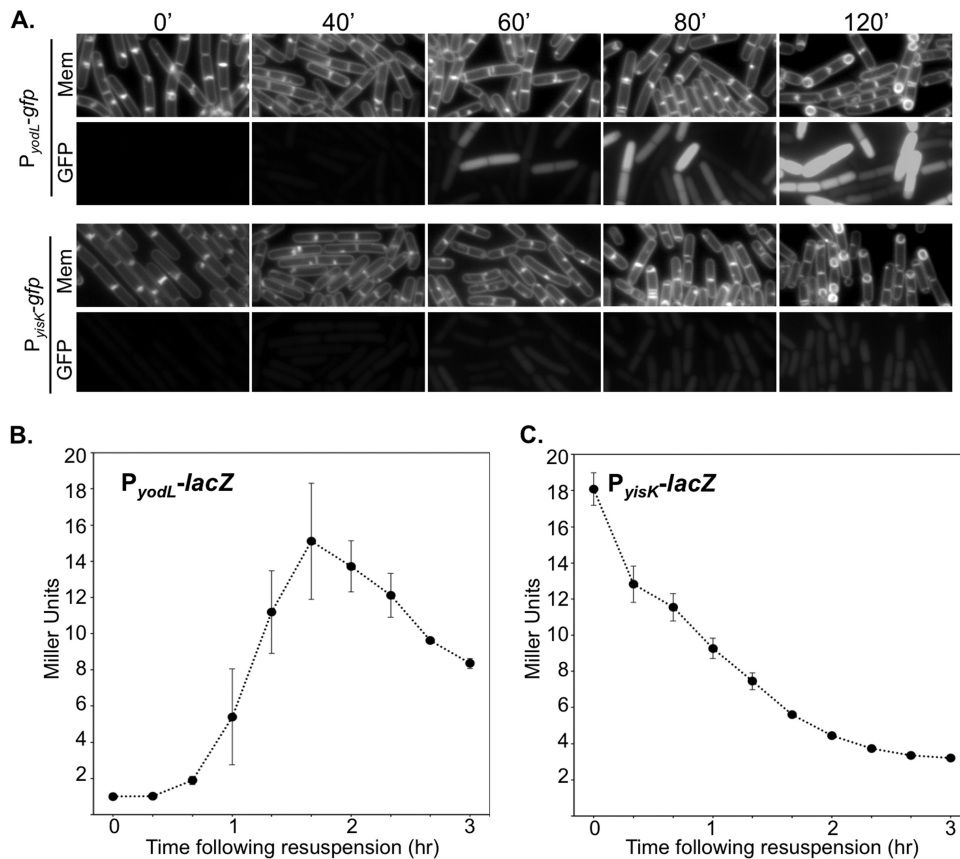 A.
0' 40' 60' 80' 120'
PyodL-gfp
Mem
GFP
PyisK-gfp
Mem
GFP
B.
PyodL-lacZ
20
18
16
14
12
10
8
6
4
2
Miller Units
0 1 2 3
Time following resuspension (hr)
C.
PyisK-lacZ
20
18
16
14
12
10
8
6
4
2
Miller Units
0 1 2 3
Time following resuspension (hr)